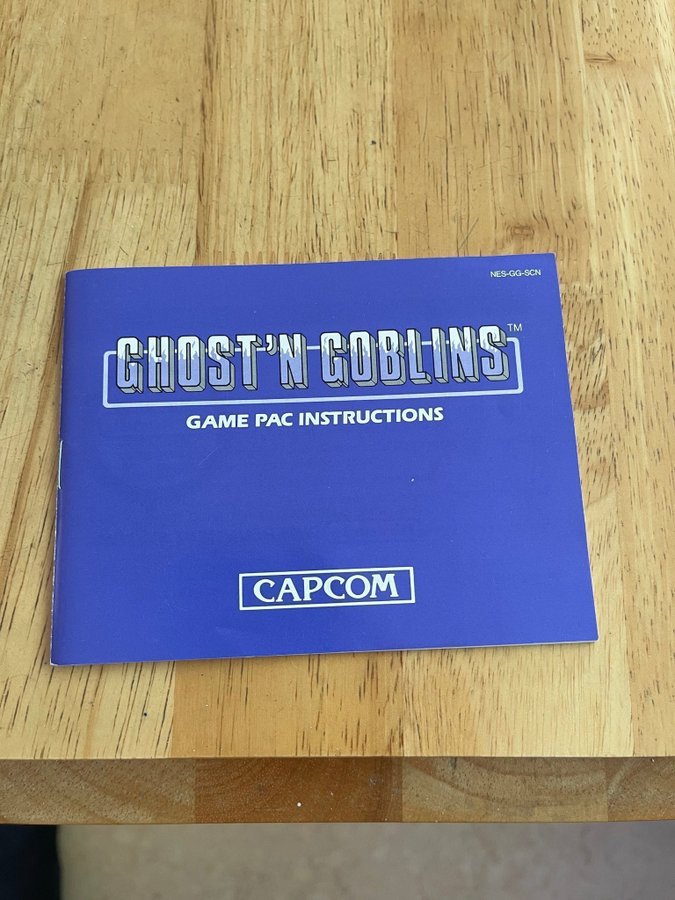 NES-GG-SCN
GHOST'N GOBLINS™
GAME PAC INSTRUCTIONS
CAPCOM